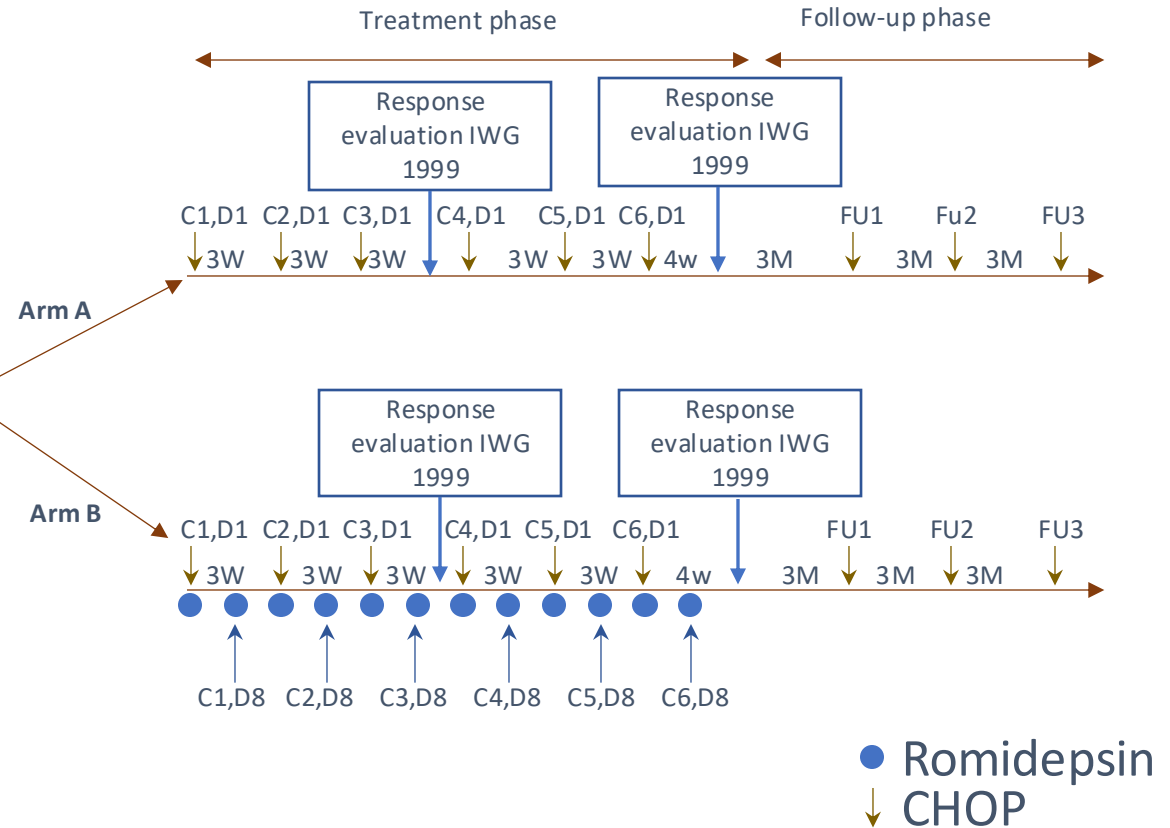 Treatment phase
Follow-up phase
Response
evaluation IWG
1999
Response
evaluation IWG
1999
C1,D1 C2,D1 C3,D1 C4,D1 C5,D1 C6,D1 FU1 Fu2 FU3
3W 3W 3W 3W 3W 4w 3M 3M 3M
Arm A
Response
evaluation IWG
1999
Response
evaluation IWG
1999
Arm B
C1,D1 C2,D1 C3,D1 C4,D1 C5,D1 C6,D1 FU1 FU2 FU3
3W 3W 3W 3W 3W 4w 3M 3M 3M
C1,D8 C2,D8 C3,D8 C4,D8 C5,D8 C6,D8
Romidepsin
CHOP